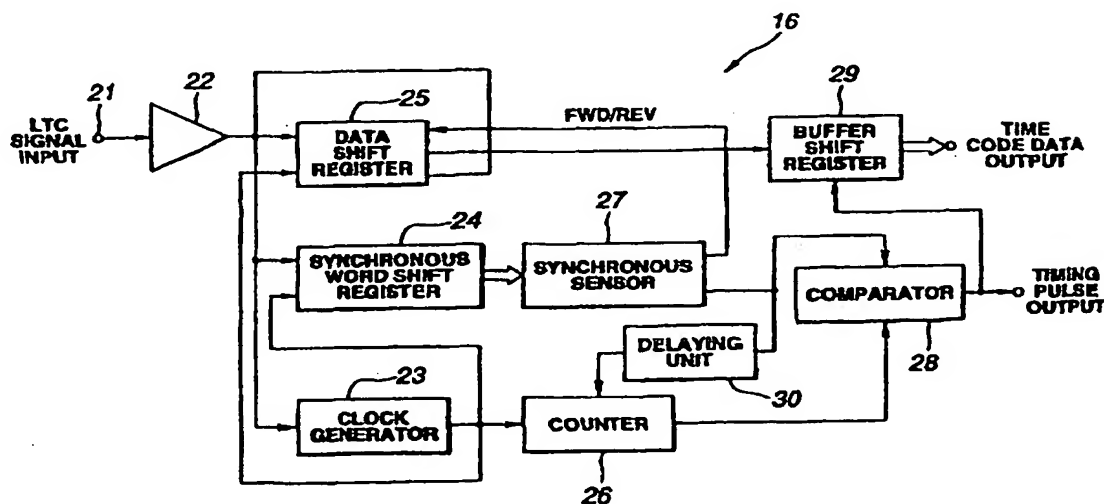 16
21
LTC
SIGNAL
INPUT
22
25
DATA
SHIFT
REGISTER
FWD/REV
29
BUFFER
SHIFT
REGISTER
TIME
CODE DATA
OUTPUT
24
SYNCHRONOUS
WORD SHIFT
REGISTER
27
SYNCHRONOUS
SENSOR
COMPARATOR
28
TIMING
PULSE
OUTPUT
DELAYING
UNIT
30
23
CLOCK
GENERATOR
COUNTER
26